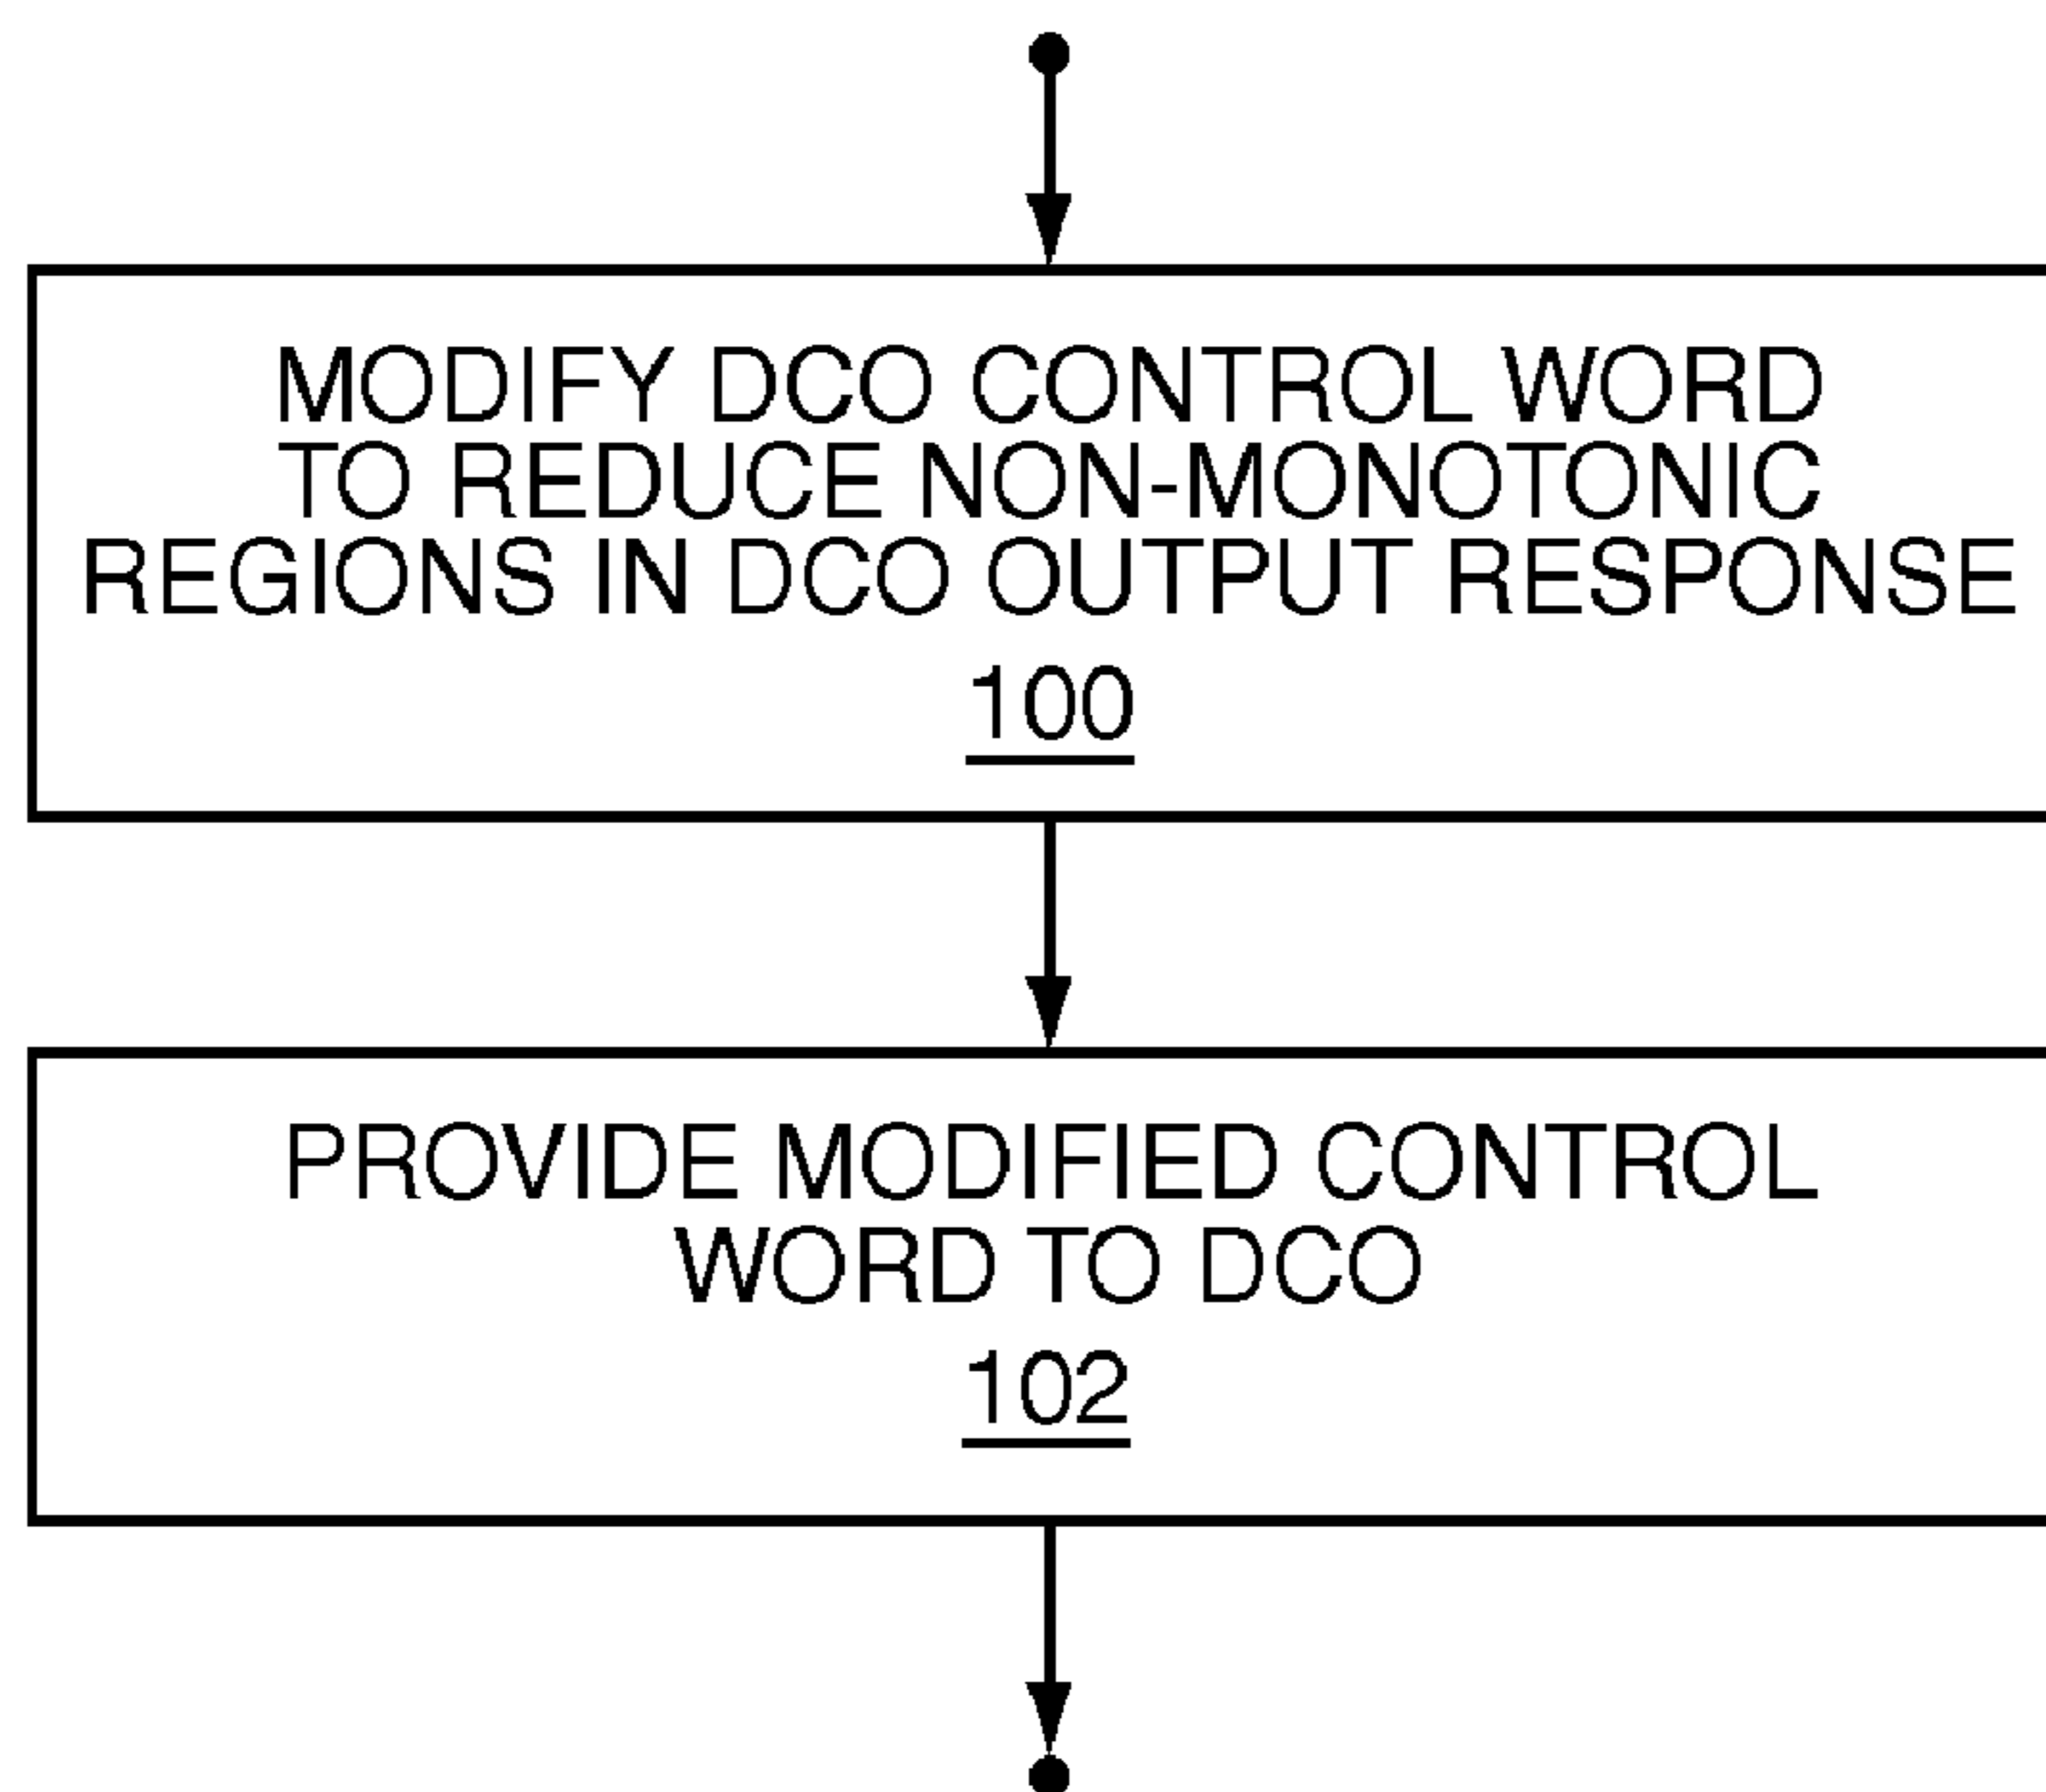 MODIFY DCO CONTROL WORD
TO REDUCE NON-MONOTONIC
REGIONS IN DCO OUTPUT RESPONSE
100
PROVIDE MODIFIED CONTROL
WORD TO DCO
102